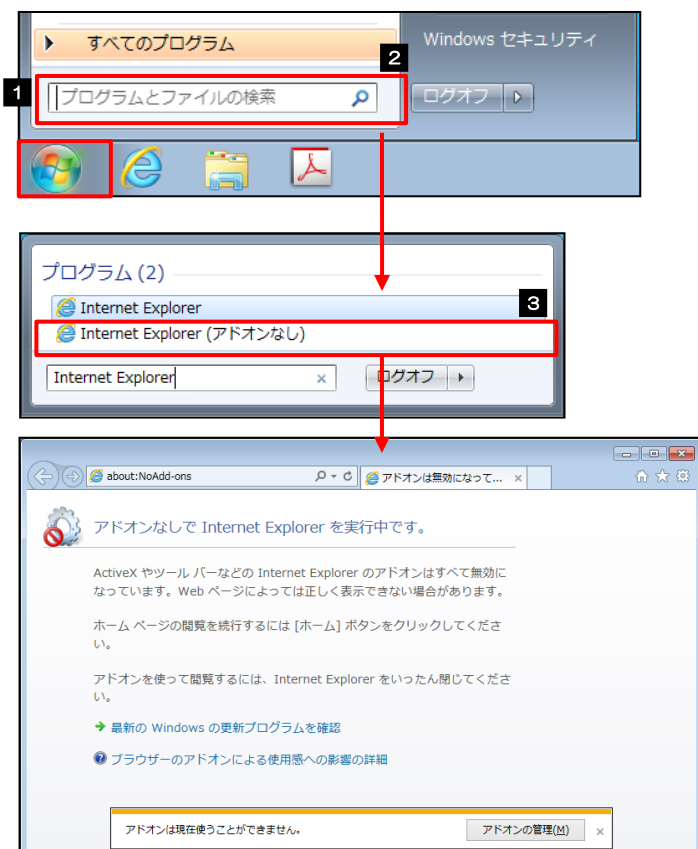 すべてのプログラム
Windows セキュリティ
2
1
プログラムとファイルの検索
ログオフ
プログラム (2)
Internet Explorer
3
Internet Explorer (アドオンなし)
Internet Explorer
ログオフ
about:NoAdd-ons
アドオンは無効になって...
アドオンなしで Internet Explorer を実行中です。
ActiveX やツール バーなどの Internet Explorer のアドオンはすべて無効に
なっています。Web ページによっては正しく表示できない場合があります。
ホーム ページの閲覧を続行するには [ホーム] ボタンをクリックしてくださ
い。
アドオンを使って閲覧するには、Internet Explorer をいったん閉じてくださ
い。
最新の Windows の更新プログラムを確認
ブラウザーのアドオンによる使用感への影響の詳細
アドオンは現在使うことができません。
アドオンの管理(M)